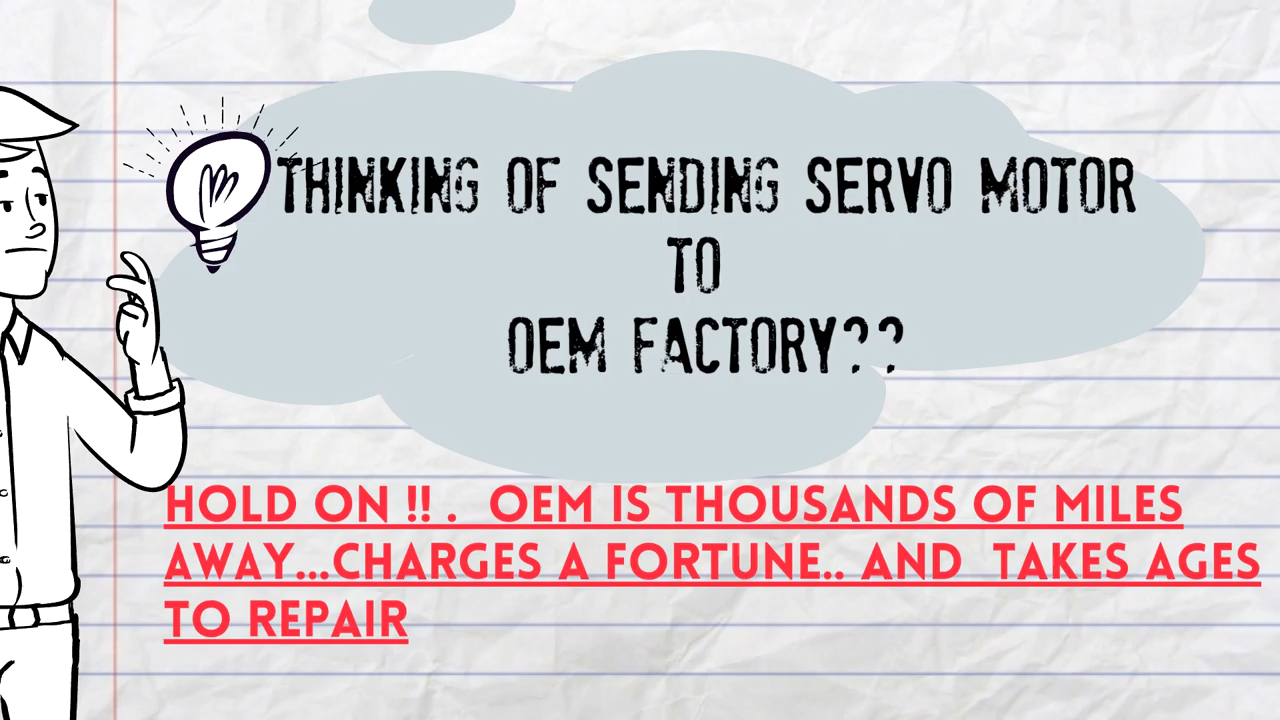 THINKING OF SENDING SERVO MOTOR
TO
OEM FACTORY??
HOLD ON !! .  OEM IS THOUSANDS OF MILES
AWAY...CHARGES A FORTUNE.. AND  TAKES AGES
TO REPAIR